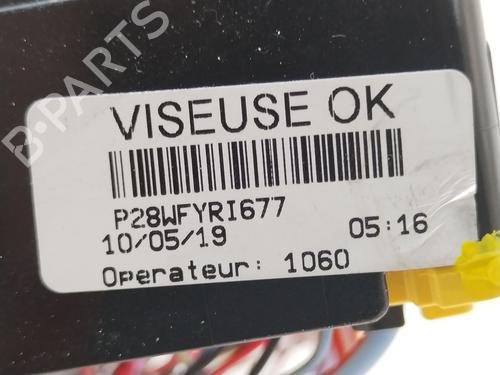 VISEUSE OK
P28WFYRI677
10/05/19 05:16
Operateur: 1060
B-PARTS